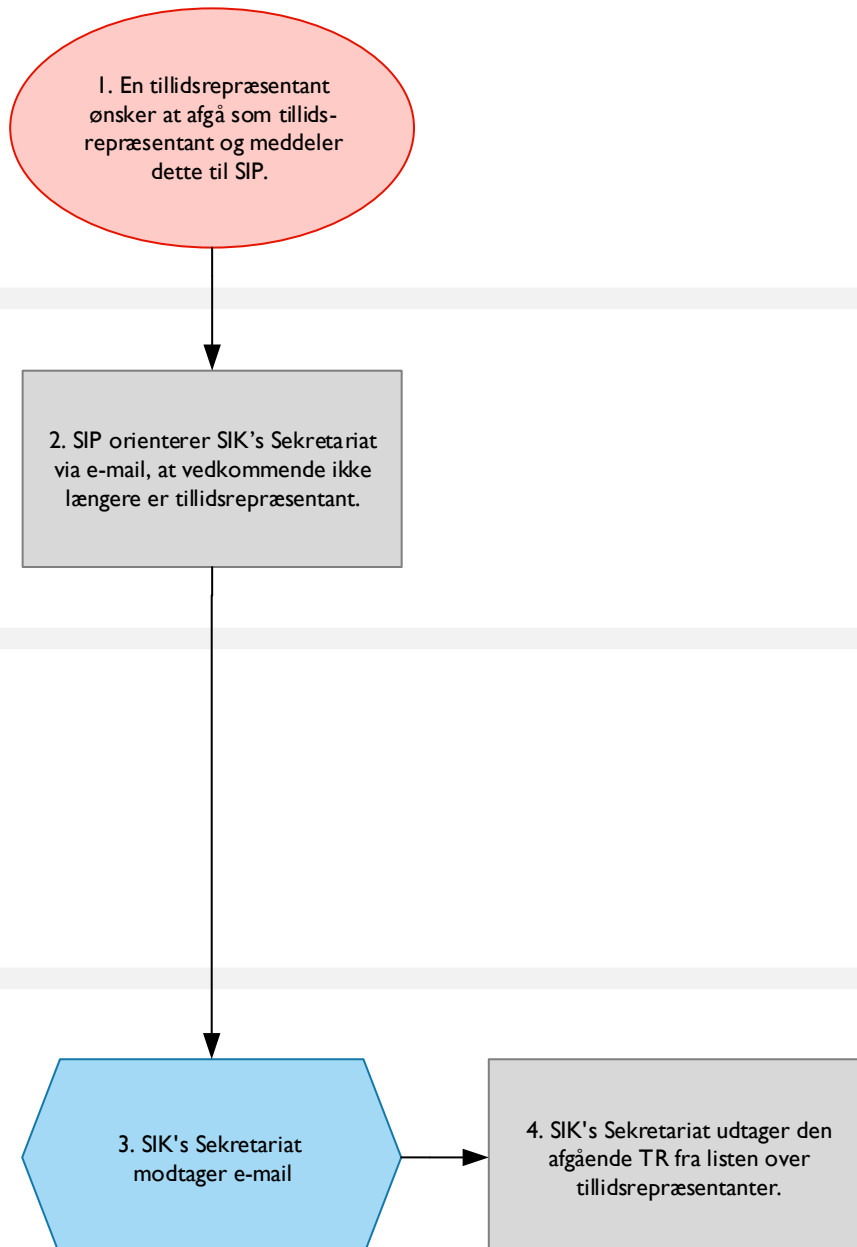 1. En tillidsrepræsentant
ønsker at afgå som tillids-
repræsentant og meddeler
dette til SIP.
2. SIP orienterer SIK’s Sekretariat
via e-mail, at vedkommende ikke
længere er tillidsrepræsentant.
3. SIK's Sekretariat
modtager e-mail
4. SIK's Sekretariat udtager den
afgående TR fra listen over
tillidsrepræsentanter.